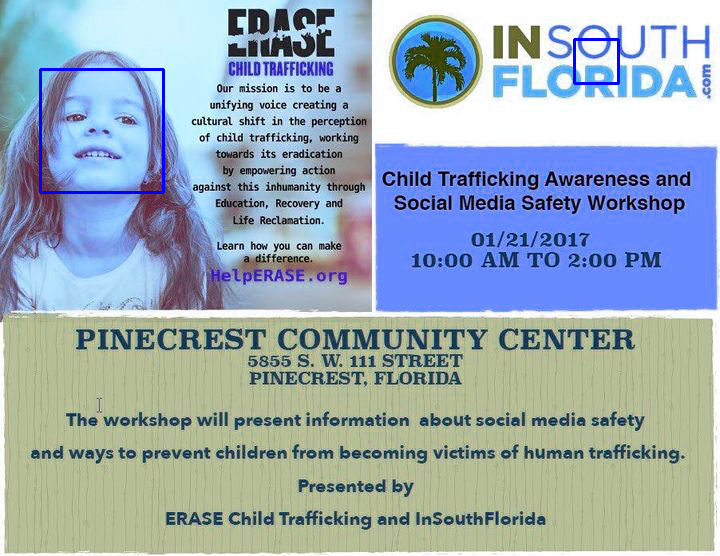 ERASE
CHILD TRAFFICKING
Our mission is to be a
unifying voice creating a
cultural shift in the perception
of child trafficking, working
towards its eradication
by empowering action
against this inhumanity through
Education, Recovery and
Life Reclamation.
Learn how you can make
a difference.
HelpERASE.org
INSOUTH
FLORIDA.com
Child Trafficking Awareness and
Social Media Safety Workshop
01/21/2017
10:00 AM TO 2:00 PM
PINECREST COMMUNITY CENTER
5855 S. W. 111 STREET
PINECREST, FLORIDA
The workshop will present information about social media safety
and ways to prevent children from becoming victims of human trafficking.
Presented by
ERASE Child Trafficking and InSouthFlorida